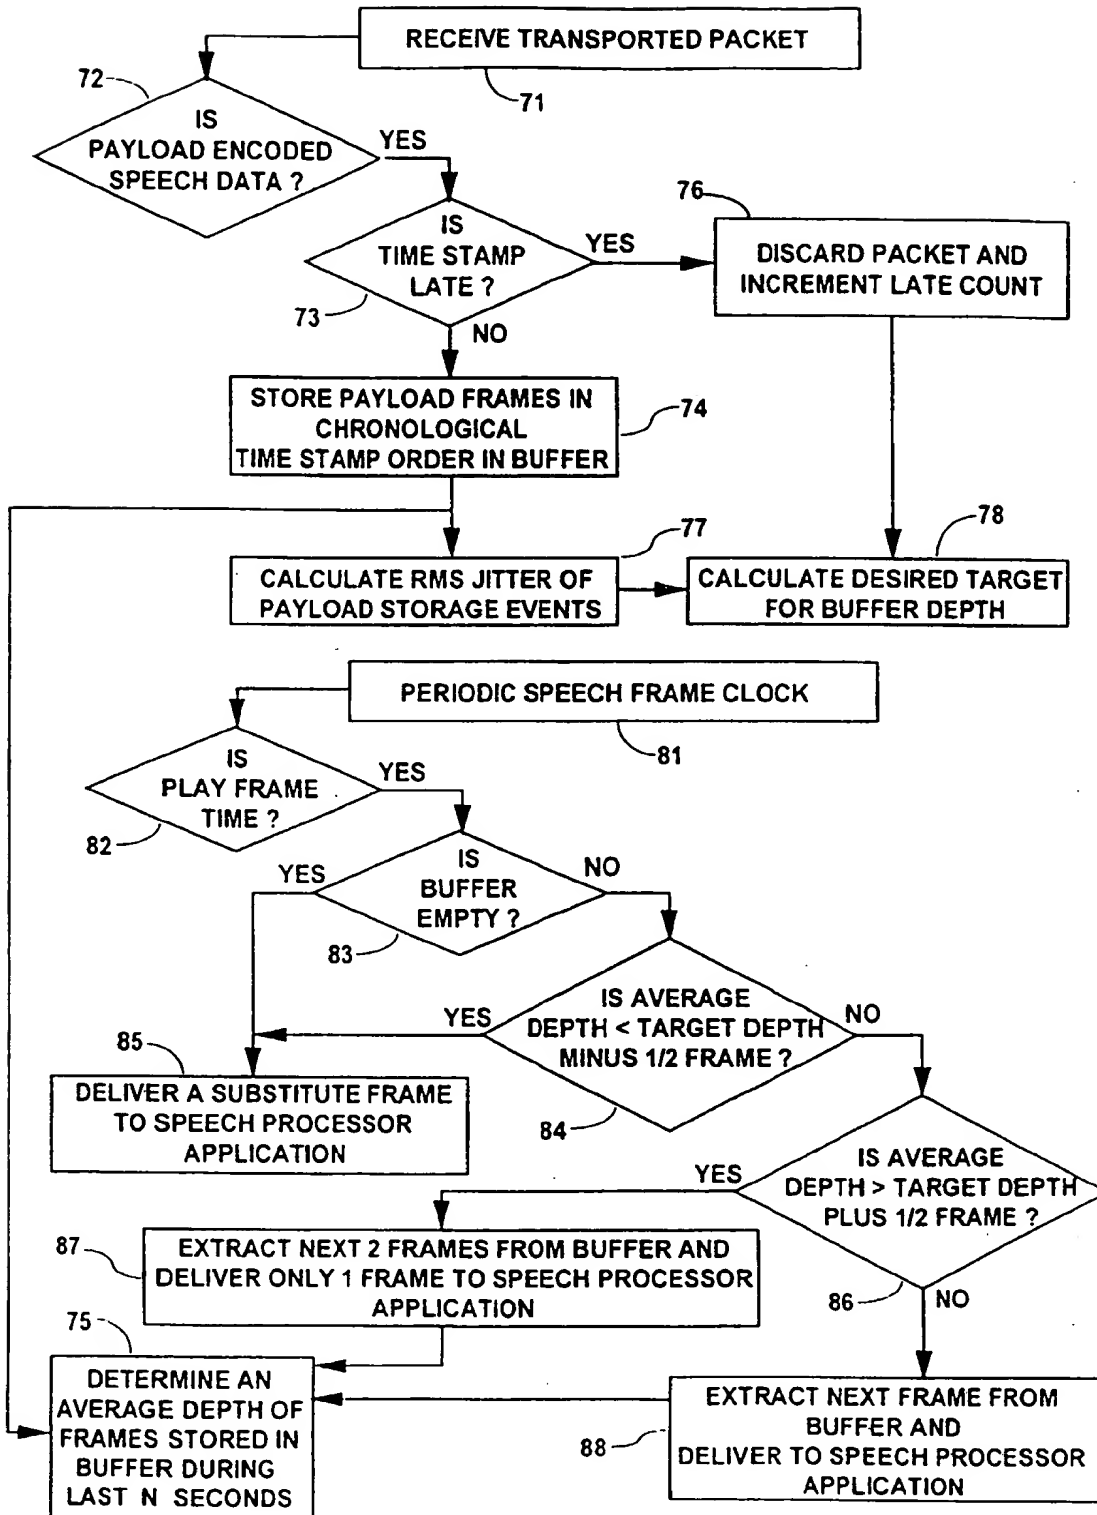 RECEIVE TRANSPORTED PACKET
71
72
IS
PAYLOAD ENCODED
SPEECH DATA ?
YES
IS
TIME STAMP
LATE ?
73
YES
NO
76
DISCARD PACKET AND
INCREMENT LATE COUNT
STORE PAYLOAD FRAMES IN
CHRONOLOGICAL
TIME STAMP ORDER IN BUFFER
74
77
CALCULATE RMS JITTER OF
PAYLOAD STORAGE EVENTS
78
CALCULATE DESIRED TARGET
FOR BUFFER DEPTH
PERIODIC SPEECH FRAME CLOCK
81
IS
PLAY FRAME
TIME ?
82
YES
IS
BUFFER
EMPTY ?
83
YES
NO
IS AVERAGE
DEPTH < TARGET DEPTH
MINUS 1/2 FRAME ?
84
YES
NO
85
DELIVER A SUBSTITUTE FRAME
TO SPEECH PROCESSOR
APPLICATION
IS AVERAGE
DEPTH > TARGET DEPTH
PLUS 1/2 FRAME ?
86
YES
NO
87
EXTRACT NEXT 2 FRAMES FROM BUFFER AND
DELIVER ONLY 1 FRAME TO SPEECH PROCESSOR
APPLICATION
75
DETERMINE AN
AVERAGE DEPTH OF
FRAMES STORED IN
BUFFER DURING
LAST N SECONDS
88
EXTRACT NEXT FRAME FROM
BUFFER AND
DELIVER TO SPEECH PROCESSOR
APPLICATION